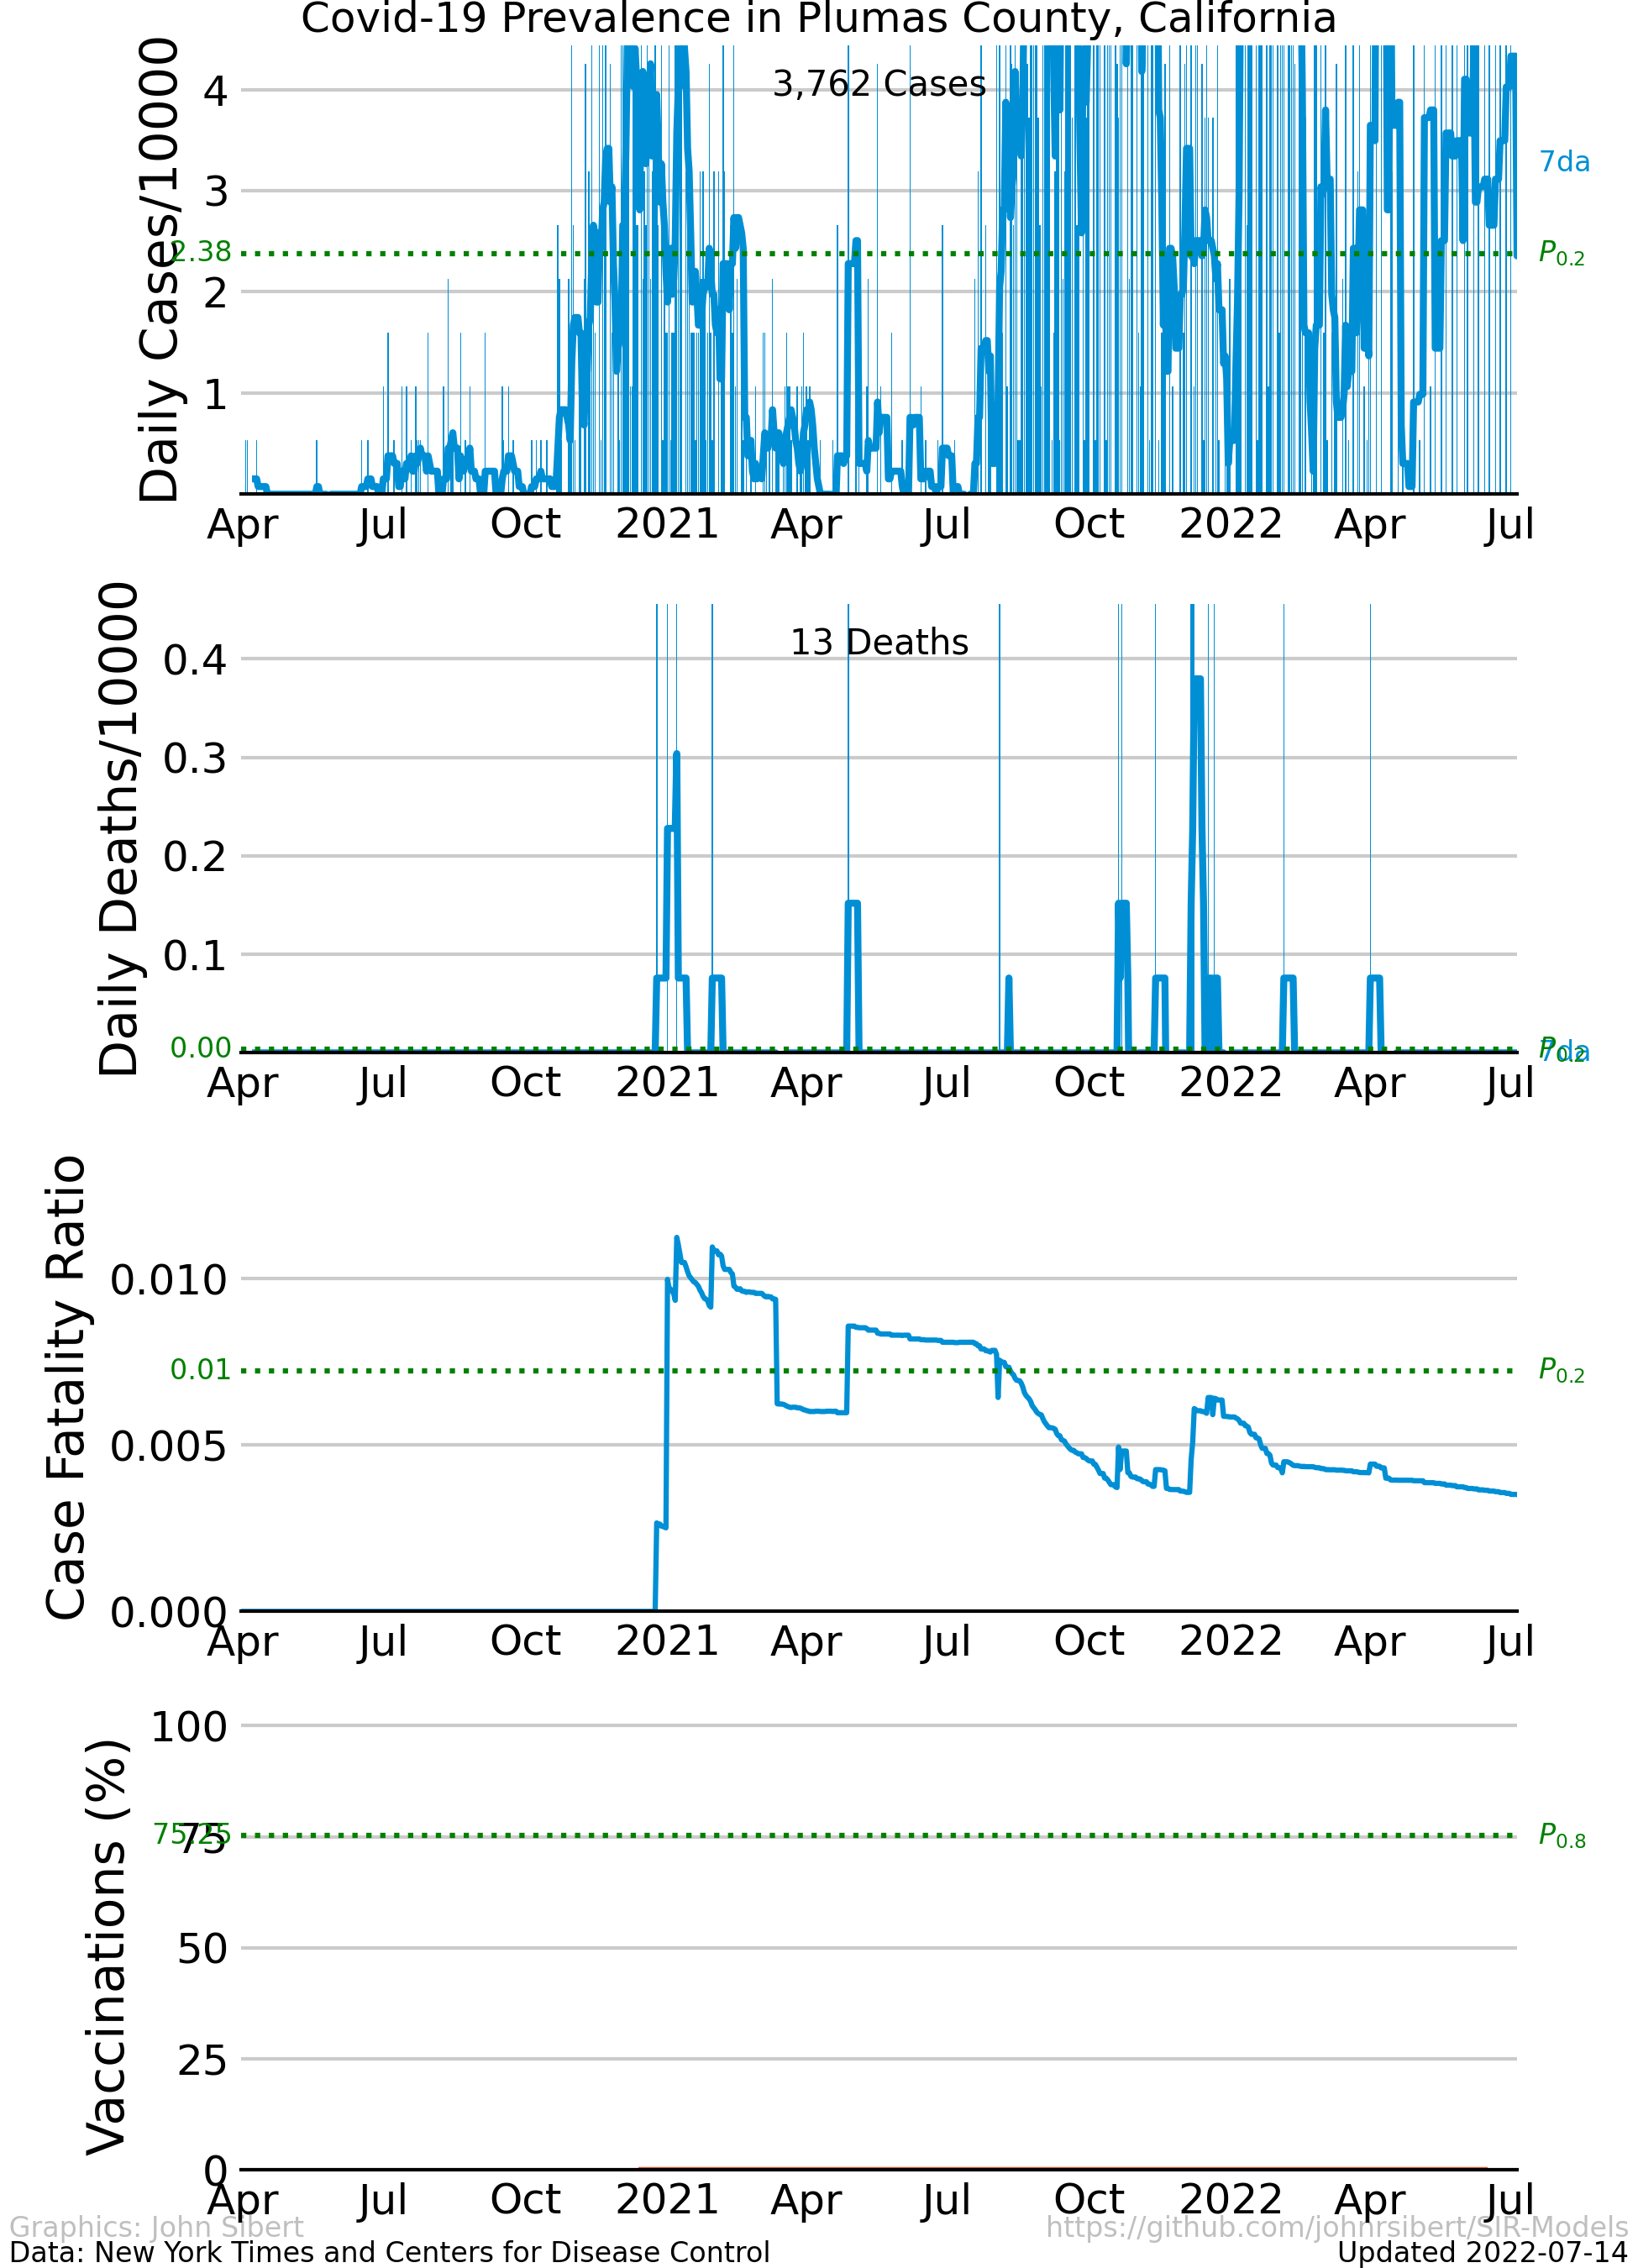 Covid-19 Prevalence in Plumas County, California
Daily Cases/10000
4
3
2
1
2.38
3,762 Cases
7da
P0.2
Apr Jul Oct 2021 Apr Jul Oct 2022 Apr Jul
Daily Deaths/10000
0.4
0.3
0.2
0.1
0.00
13 Deaths
P0.2
7da
Apr Jul Oct 2021 Apr Jul Oct 2022 Apr Jul
Case Fatality Ratio
0.010
0.01
0.005
0.000
P0.2
Apr Jul Oct 2021 Apr Jul Oct 2022 Apr Jul
Vaccinations (%)
100
75.25
75
50
25
0
P0.8
Apr Jul Oct 2021 Apr Jul Oct 2022 Apr Jul
Graphics: John Sibert
https://github.com/johnrsibert/SIR-Models
Data: New York Times and Centers for Disease Control
Updated 2022-07-14